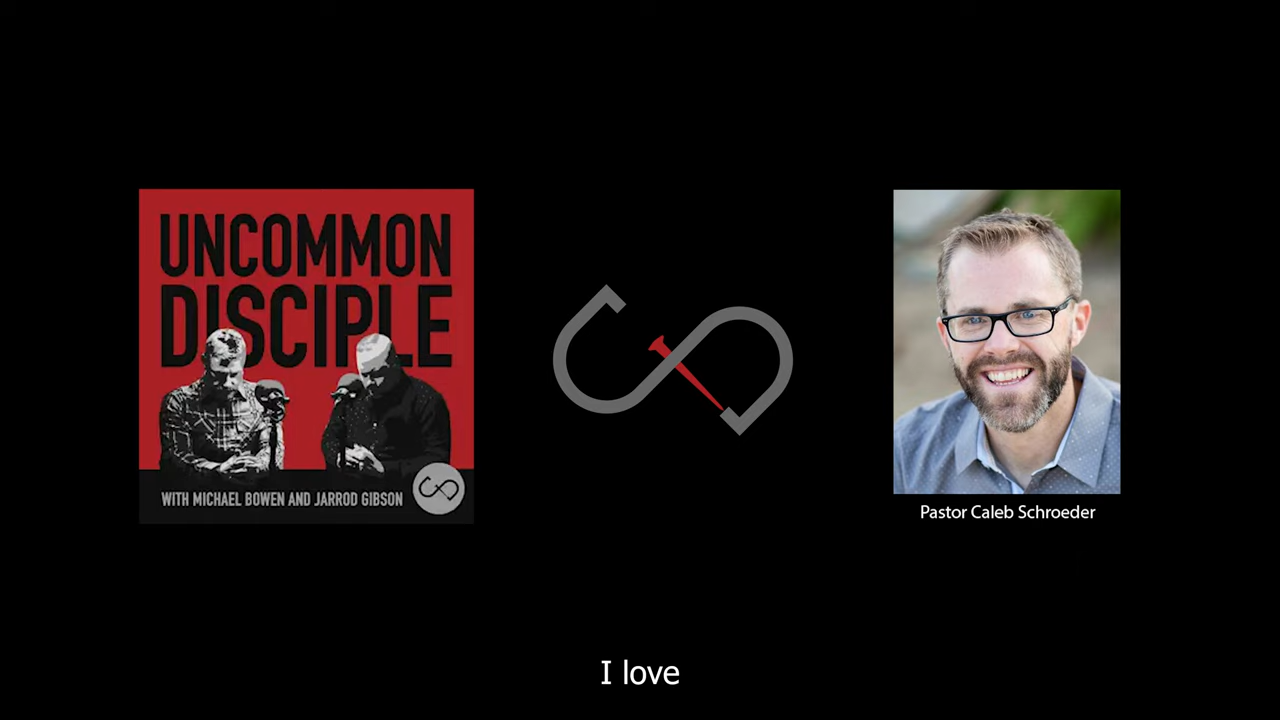 UNCOMMON
DISCIPLE
WITH MICHAEL BOWEN AND JARROD GIBSON
Pastor Caleb Schroeder
I love